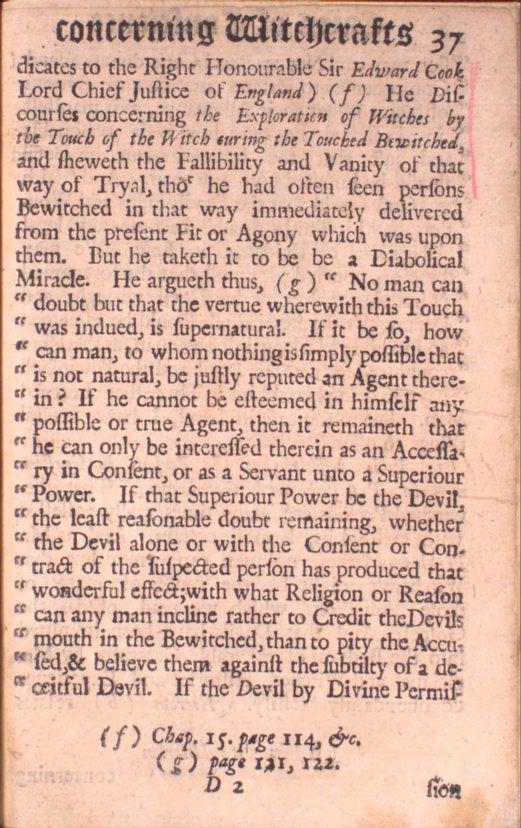 concerning Witchcrafts 37
dicates to the Right Honourable Sir Edward Cook
Lord Chief Juſtice of England) (f) He Diſ-
courſes concerning the Exploration of Witches by
the Touch of the Witch curing the Touched Bewitched,
and ſheweth the Fallibility and Vanity of that
way of Tryal, tho' he had often ſeen perſons
Bewitched in that way immediately delivered
from the preſent Fit or Agony which was upon
them. But he taketh it to be be a Diabolical
Miracle. He argueth thus, (g) “ No man can
“ doubt but that the vertue wherewith this Touch
“ was indued, is ſupernatural. If it be ſo, how
“ can man, to whom nothing is ſimply poſſible that
“ is not natural, be juſtly reputed an Agent there-
“ in? If he cannot be eſteemed in himſelf any
“ poſſible or true Agent, then it remaineth that
“ he can only be intereſſed therein as an Acceſſa-
“ ry in Conſent, or as a Servant unto a Superiour
“ Power. If that Superiour Power be the Devil,
“ the leaſt reaſonable doubt remaining, whether
“ the Devil alone or with the Conſent or Con-
“ tract of the ſuſpected perſon has produced that
“ wonderful effect; with what Religion or Reaſon
“ can any man incline rather to Credit the Devils
“ mouth in the Bewitched, than to pity the Accu-
“ ſed, & believe them againſt the ſubtilty of a de-
“ ceitful Devil. If the Devil by Divine Permiſ-
(f) Chap. 15. page 114, &c.
(g) page 121, 122.
D 2 ſion